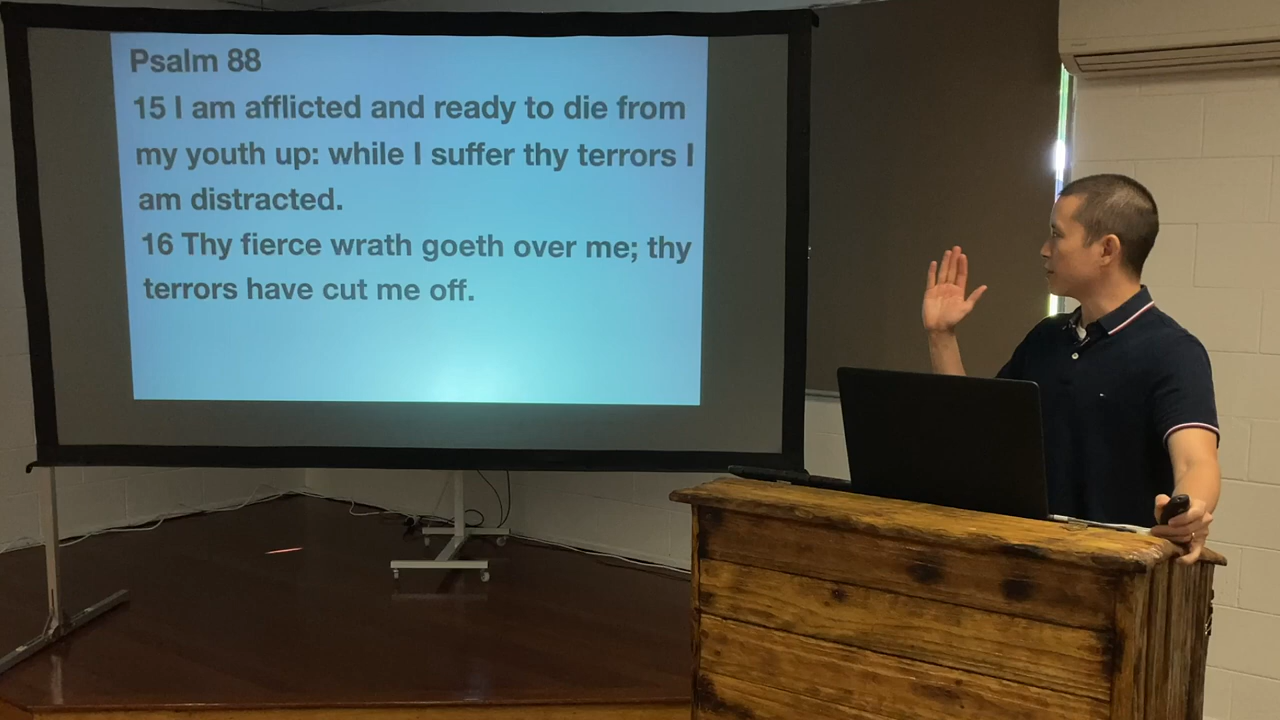 Psalm 88
15 I am afflicted and ready to die from
my youth up: while I suffer thy terrors I
am distracted.
16 Thy fierce wrath goeth over me; thy
terrors have cut me off.